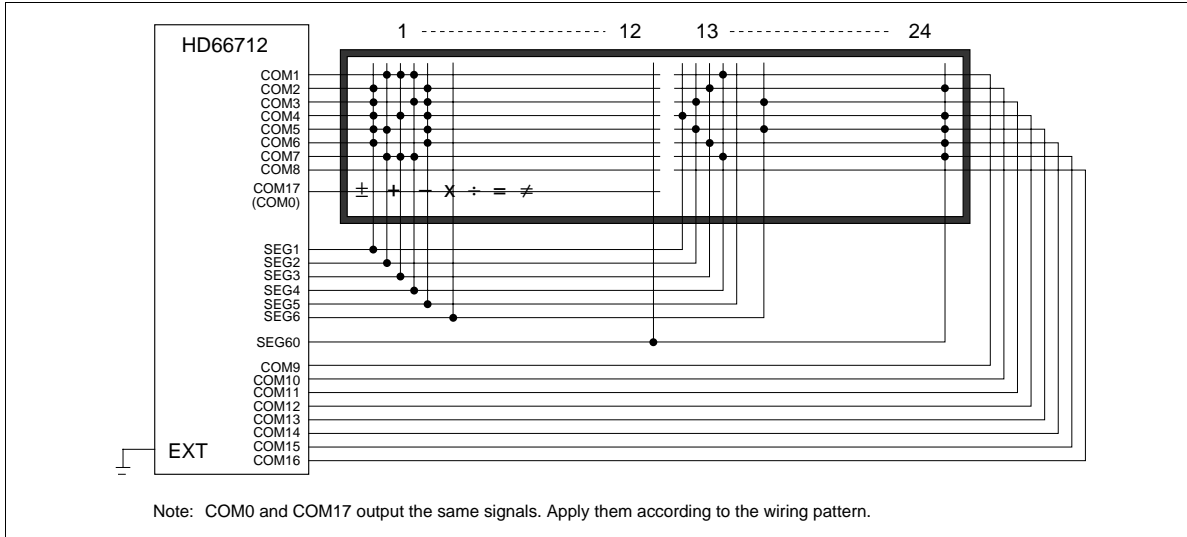 1 ---------------------- 12 13 ------------------- 24
HD66712
COM1
COM2
COM3
COM4
COM5
COM6
COM7
COM8
COM17
(COM0)
± + − x ÷ = ≠
SEG1
SEG2
SEG3
SEG4
SEG5
SEG6
SEG60
COM9
COM10
COM11
COM12
COM13
COM14
COM15
COM16
EXT
Note: COM0 and COM17 output the same signals. Apply them according to the wiring pattern.